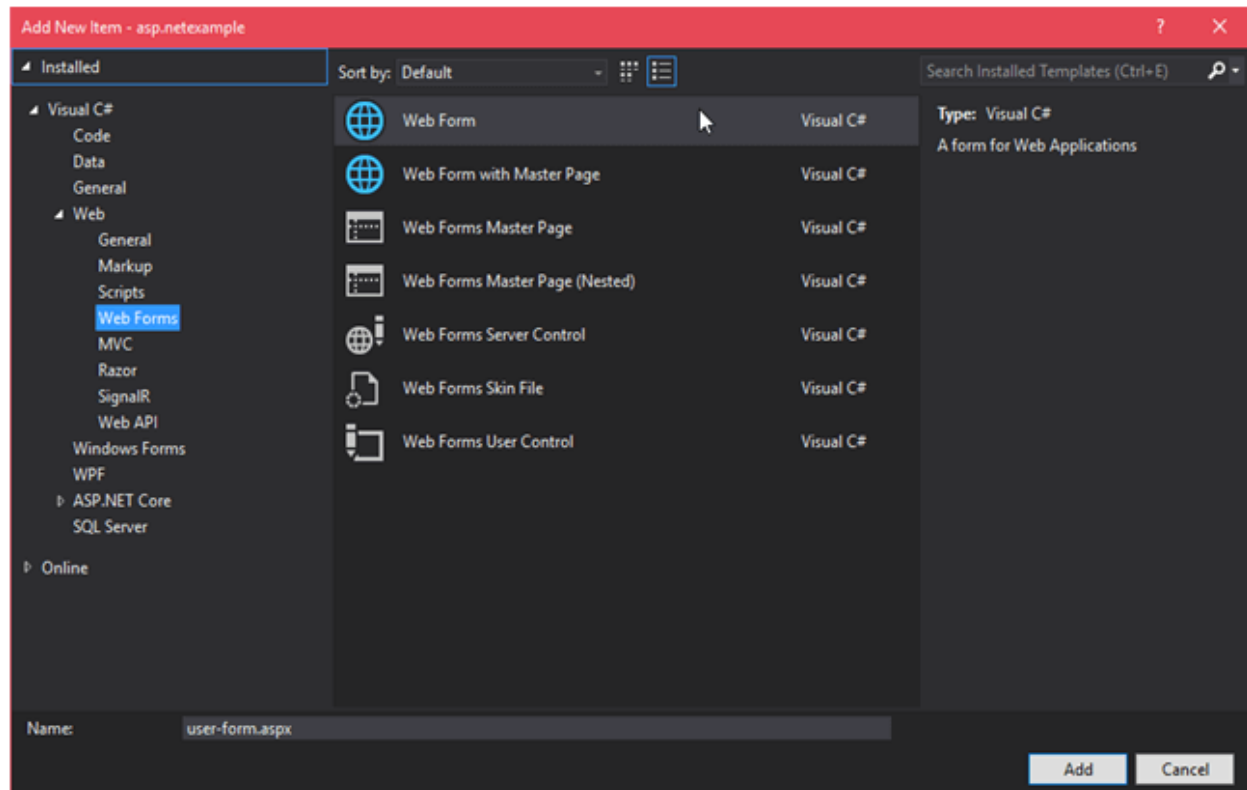 Add New Item - asp.netexample
Installed
Sort by: Default
Search Installed Templates (Ctrl+E)
Visual C#
Code
Data
General
Web
General
Markup
Scripts
Web Forms
MVC
Razor
SignalR
Web API
Windows Forms
WPF
ASP.NET Core
SQL Server
Online
Web Form Visual C#
Web Form with Master Page Visual C#
Web Forms Master Page Visual C#
Web Forms Master Page (Nested) Visual C#
Web Forms Server Control Visual C#
Web Forms Skin File Visual C#
Web Forms User Control Visual C#
Type: Visual C#
A form for Web Applications
Name: user-form.aspx
Add Cancel